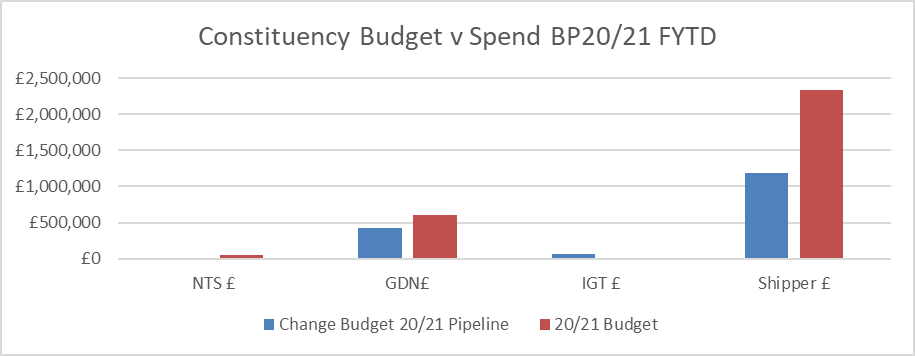 Constituency Budget v Spend BP20/21 FYTD
£2,500,000
£2,000,000
£1,500,000
£1,000,000
£500,000
£0
NTS £ GDN£ IGT £ Shipper £
Change Budget 20/21 Pipeline 20/21 Budget